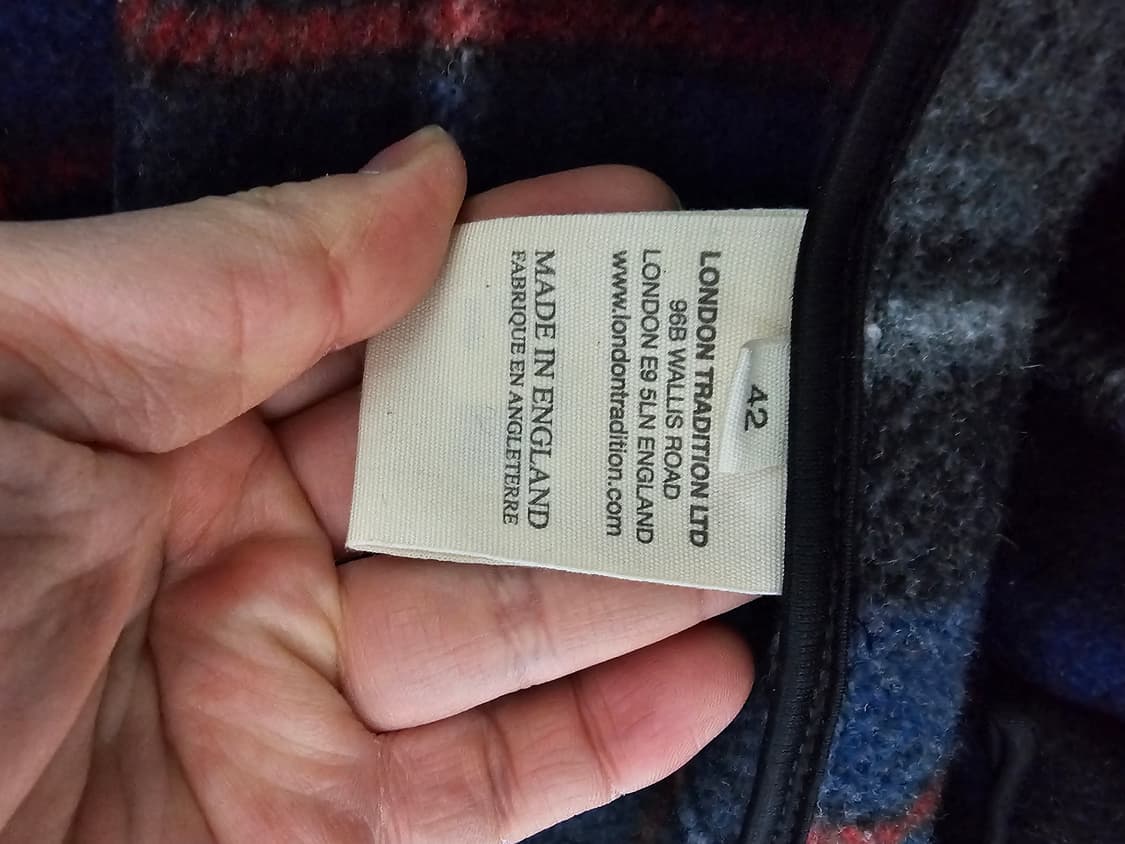 42
LONDON TRADITION LTD
96B WALLIS ROAD
LONDON E9 5LN ENGLAND
www.londontradition.com
MADE IN ENGLAND
FABRIQUE EN ANGLETERRE